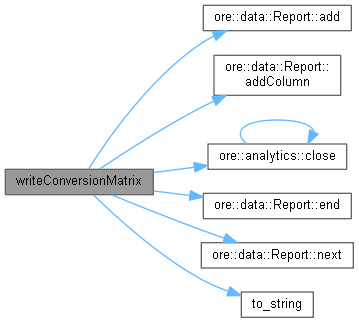 ore::data::Report::add
ore::data::Report::
addColumn
ore::analytics::close
writeConversionMatrix
ore::data::Report::end
ore::data::Report::next
to_string